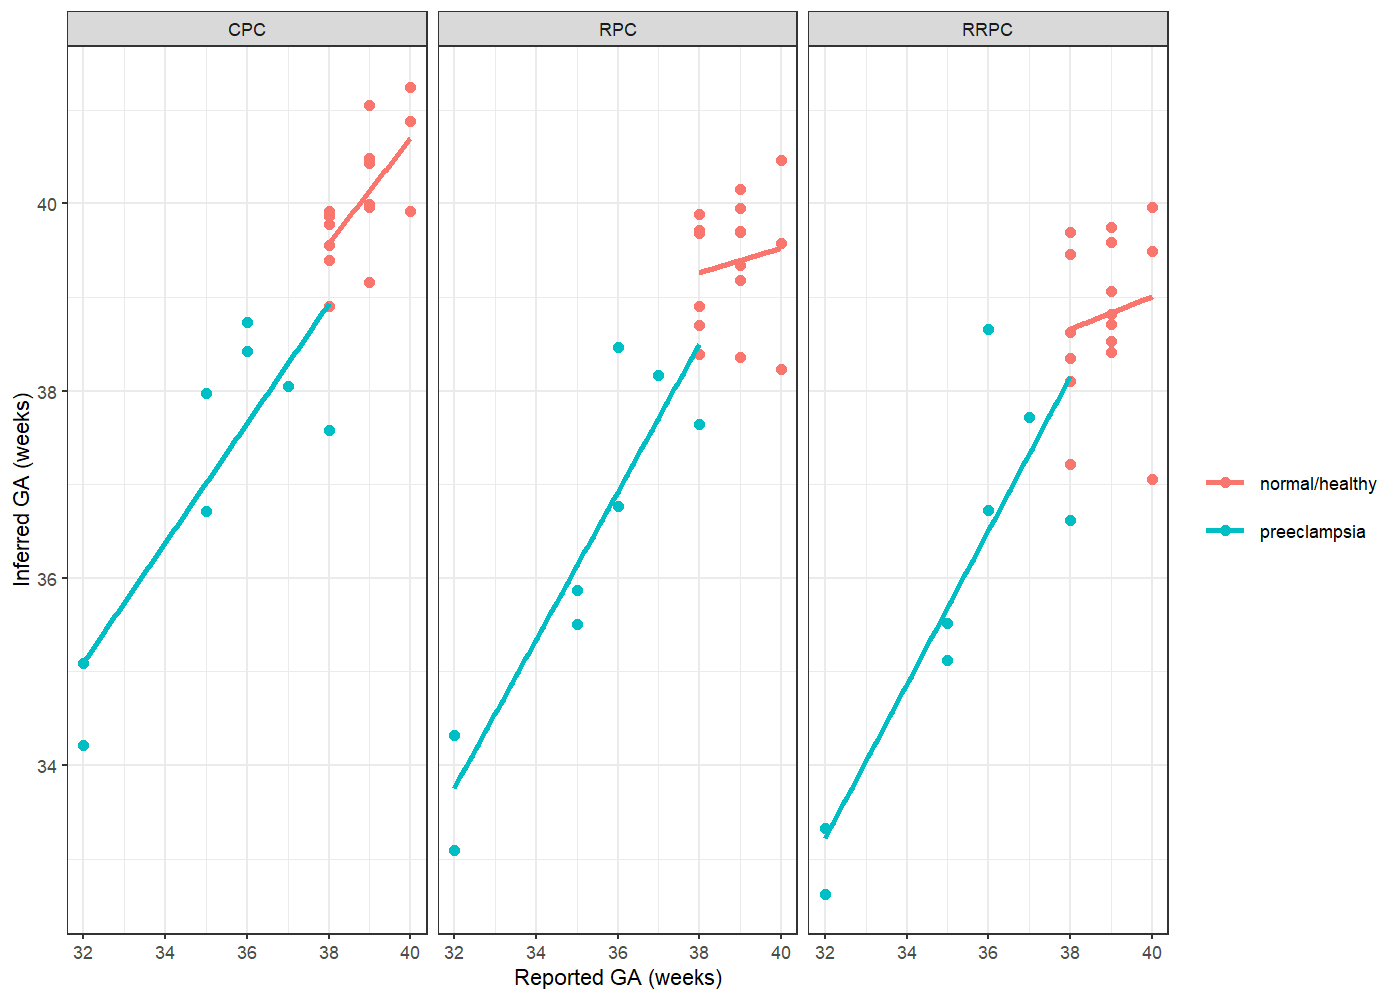 CPC RPC RRPC
40
38
36
34
Inferred GA (weeks)
32 34 36 38 40 32 34 36 38 40 32 34 36 38 40
Reported GA (weeks)
normal/healthy
preeclampsia